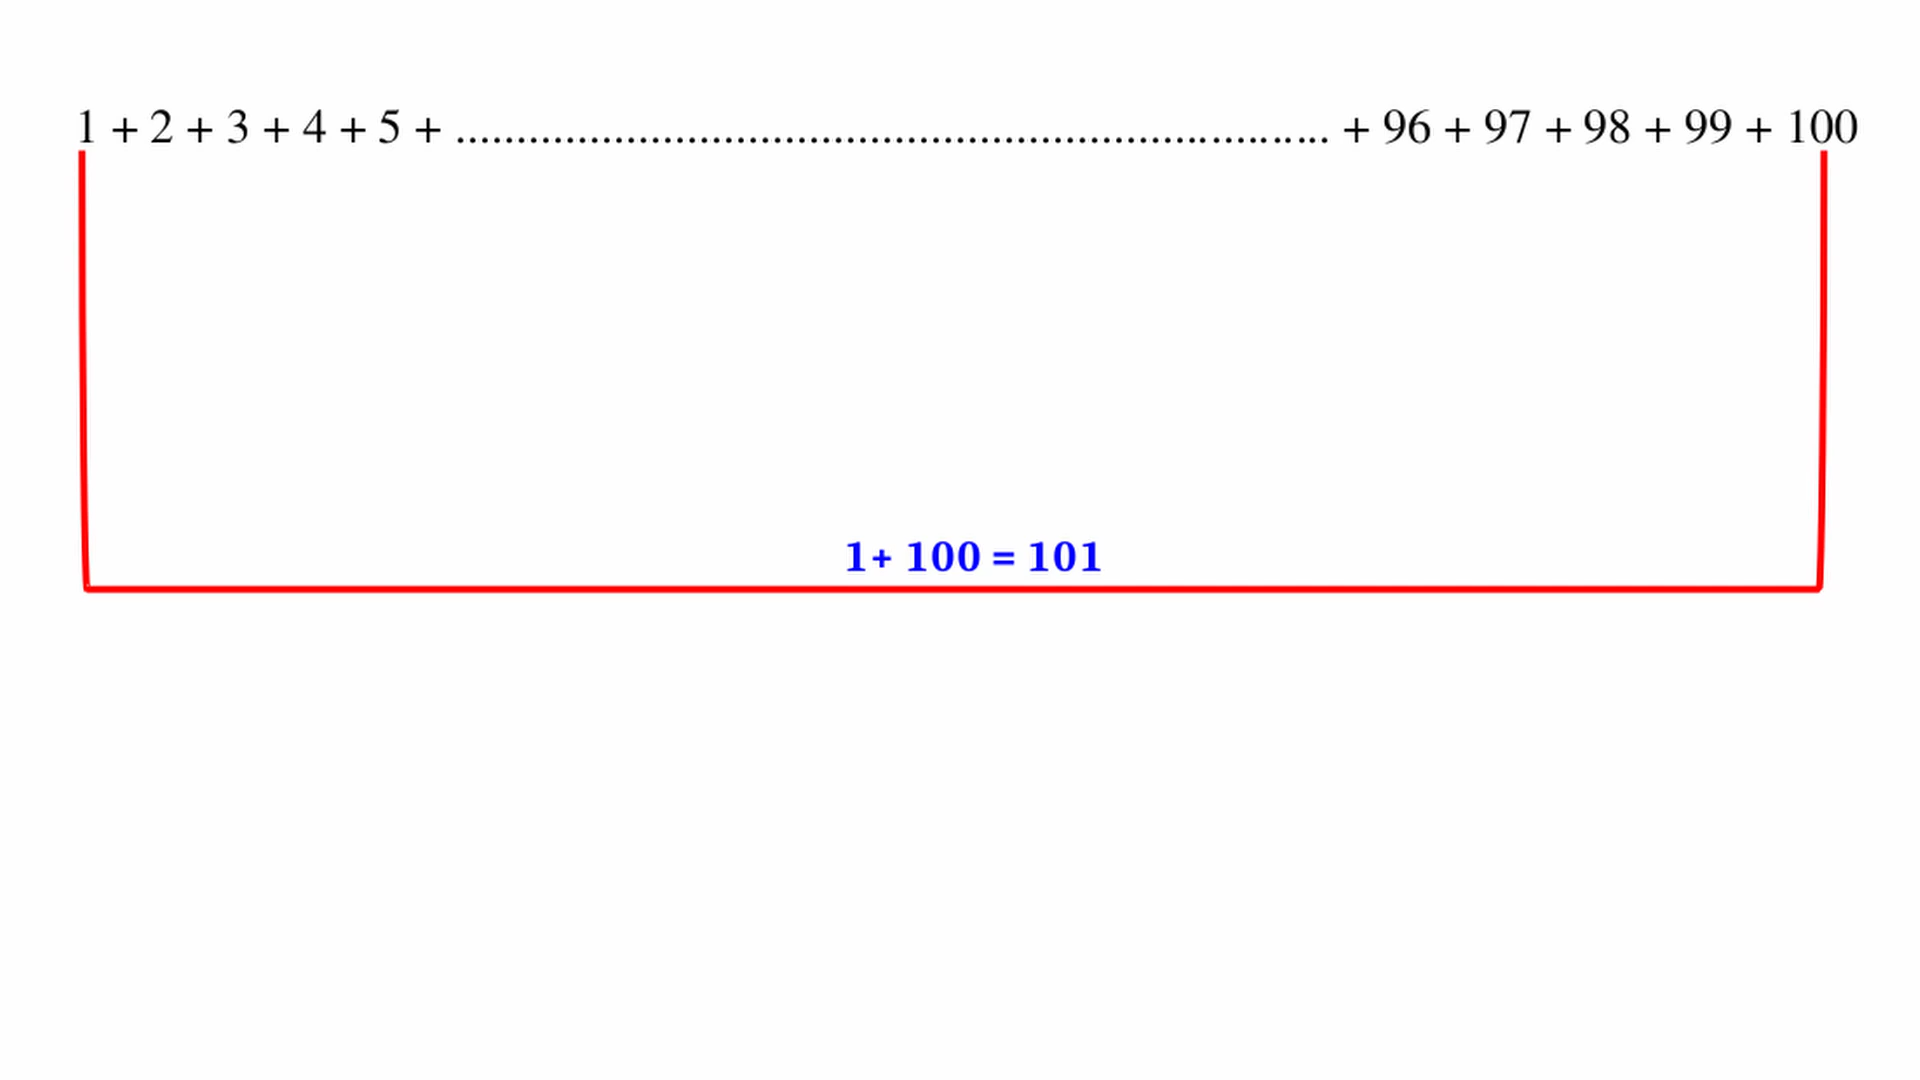 1 + 2 + 3 + 4 + 5 + ........................................................................ + 96 + 97 + 98 + 99 + 100
1+ 100 = 101